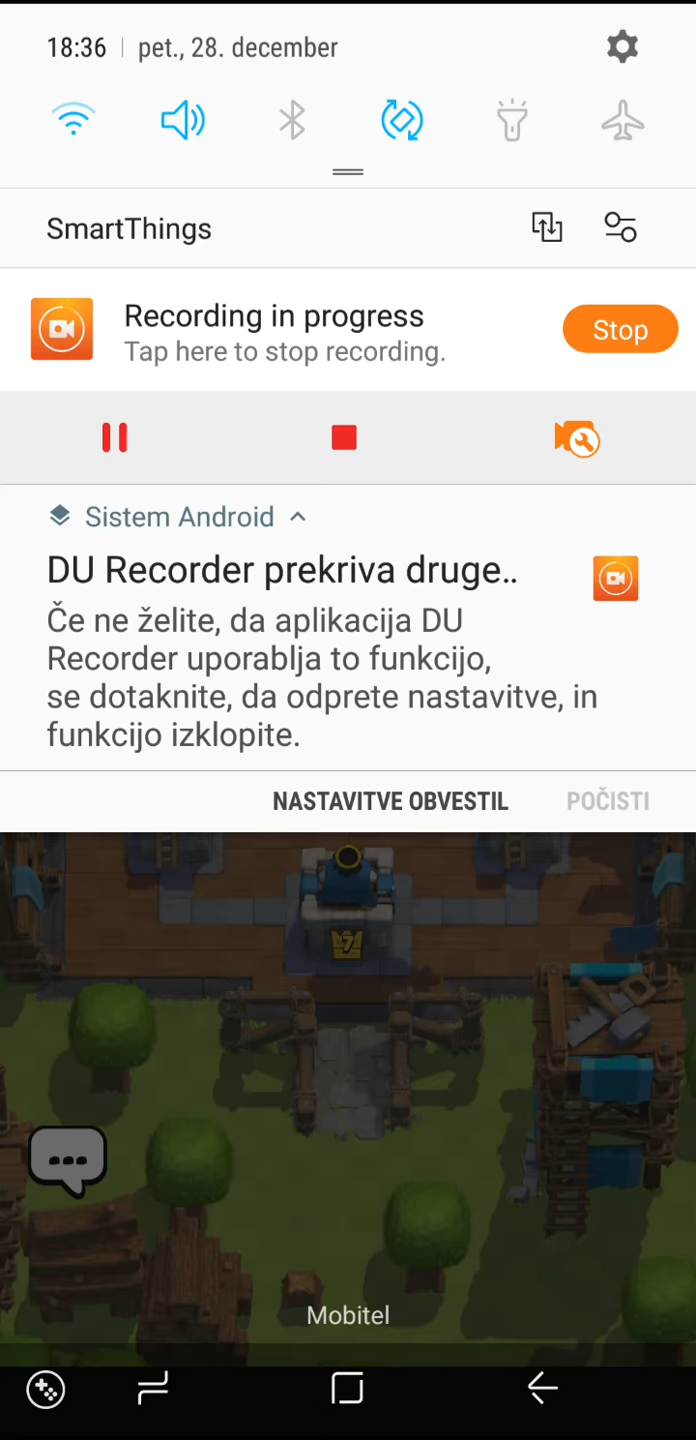 18:36 | pet., 28. december
SmartThings
Recording in progress
Tap here to stop recording.
Stop
Sistem Android
DU Recorder prekriva druge..
Če ne želite, da aplikacija DU
Recorder uporablja to funkcijo,
se dotaknite, da odprete nastavitve, in
funkcijo izklopite.
NASTAVITVE OBVESTIL
POČISTI
7
Mobitel